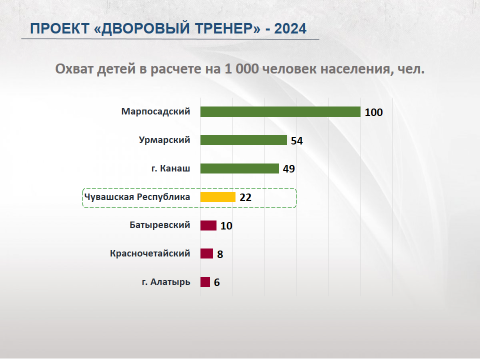 ПРОЕКТ «ДВОРОВЫЙ ТРЕНЕР» - 2024
Охват детей в расчете на 1 000 человек населения, чел.
Марпосадский 100
Урмарский 54
г. Канаш 49
Чувашская Республика 22
Батыревский 10
Красночетайский 8
г. Алатырь 6